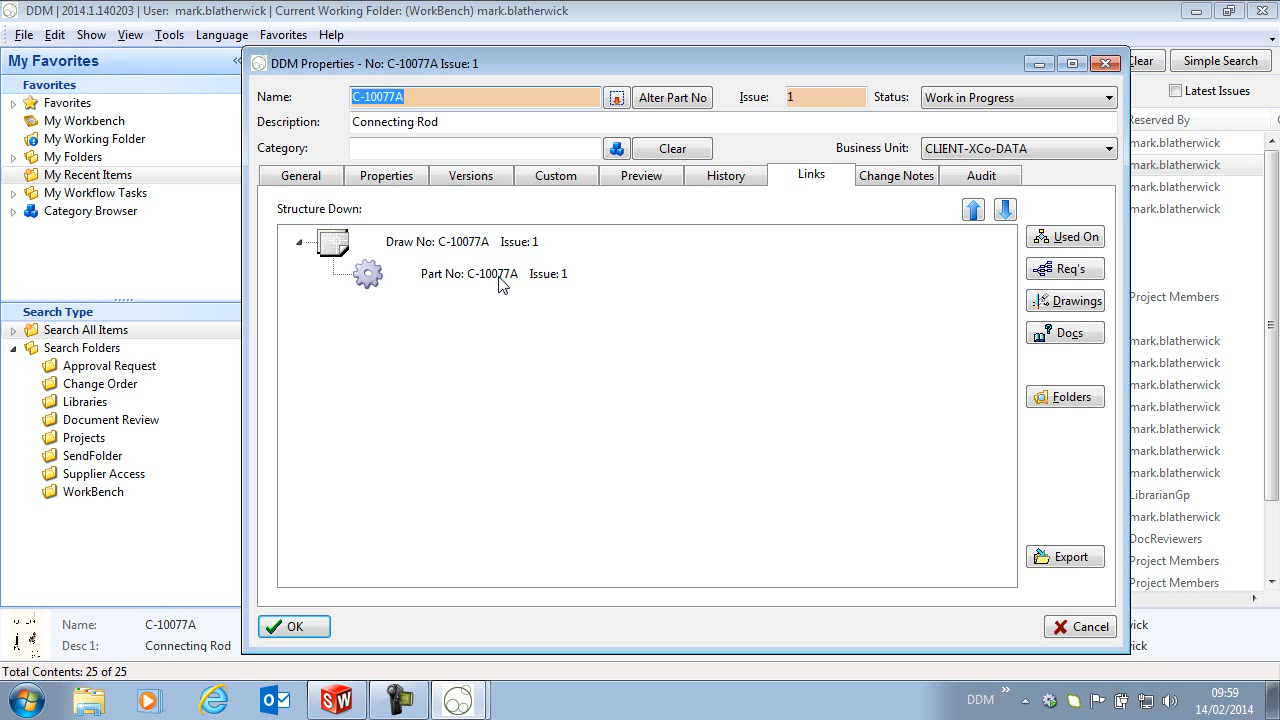 DDM | 2014.1.140203 | User: mark.blatherwick | Current Working Folder: (WorkBench) mark.blatherwick
File Edit Show View Tools Language Favorites Help
My Favorites
Favorites
Favorites
My Workbench
My Working Folder
My Folders
My Recent Items
My Workflow Tasks
Category Browser
Search Type
Search All Items
Search Folders
Approval Request
Change Order
Libraries
Document Review
Projects
SendFolder
Supplier Access
WorkBench
DDM Properties - No: C-10077A Issue: 1
Name: C-10077A Alter Part No Issue: 1 Status: Work in Progress
Description: Connecting Rod
Category: Clear Business Unit: CLIENT-XCo-DATA
General Properties Versions Custom Preview History Links Change Notes Audit
Structure Down:
Draw No: C-10077A Issue: 1
Part No: C-10077A Issue: 1
Used On
Req's
Drawings
Docs
Folders
Export
OK Cancel
Clear Simple Search
Latest Issues
Reserved By
mark.blatherwick
mark.blatherwick
mark.blatherwick
mark.blatherwick
Project Members
mark.blatherwick
mark.blatherwick
mark.blatherwick
mark.blatherwick
mark.blatherwick
mark.blatherwick
mark.blatherwick
LibrarianGp
mark.blatherwick
DocReviewers
Project Members
Project Members
Name: C-10077A wick
Desc 1: Connecting Rod wick
Total Contents: 25 of 25
SW
DDM »
09:59
14/02/2014